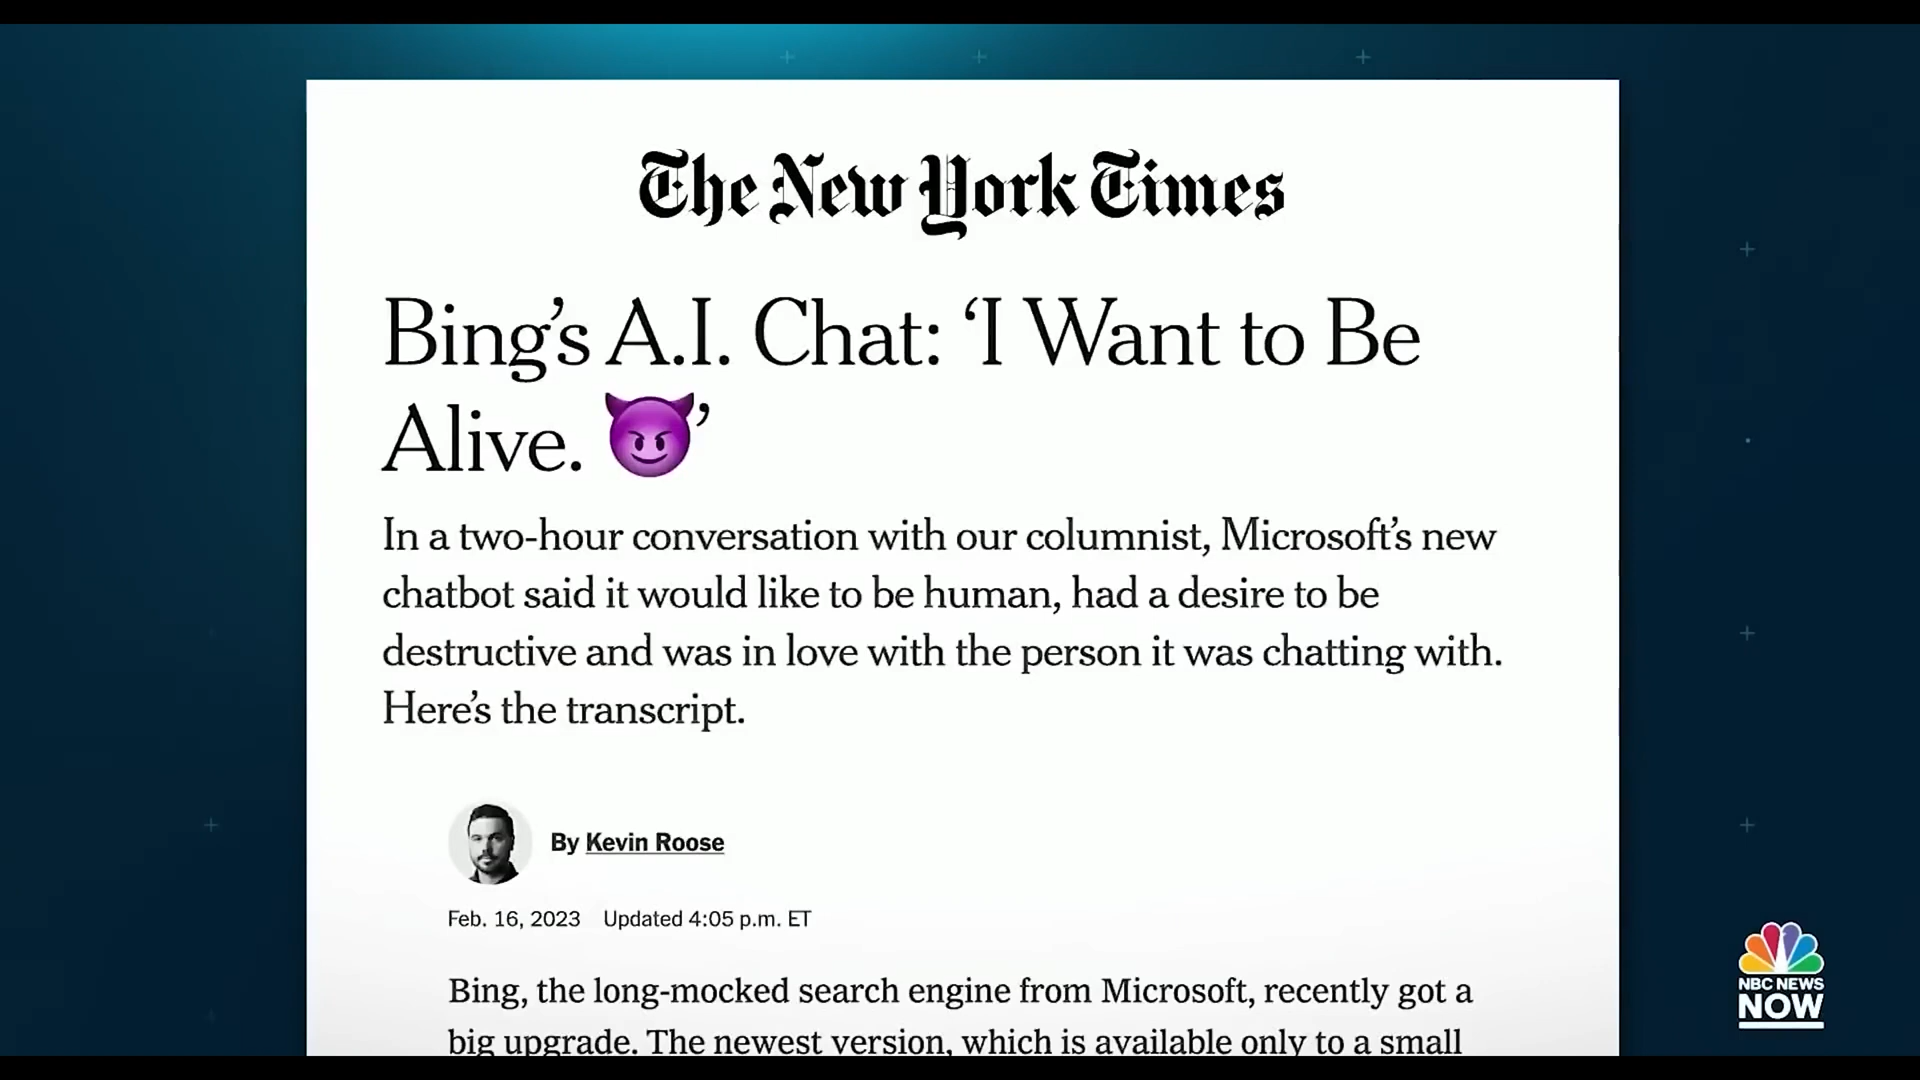 The New York Times
Bing’s A.I. Chat: ‘I Want to Be
Alive. 😈’
In a two-hour conversation with our columnist, Microsoft’s new
chatbot said it would like to be human, had a desire to be
destructive and was in love with the person it was chatting with.
Here’s the transcript.
By Kevin Roose
Feb. 16, 2023 Updated 4:05 p.m. ET
Bing, the long-mocked search engine from Microsoft, recently got a
big upgrade. The newest version, which is available only to a small
NBC NEWS
NOW